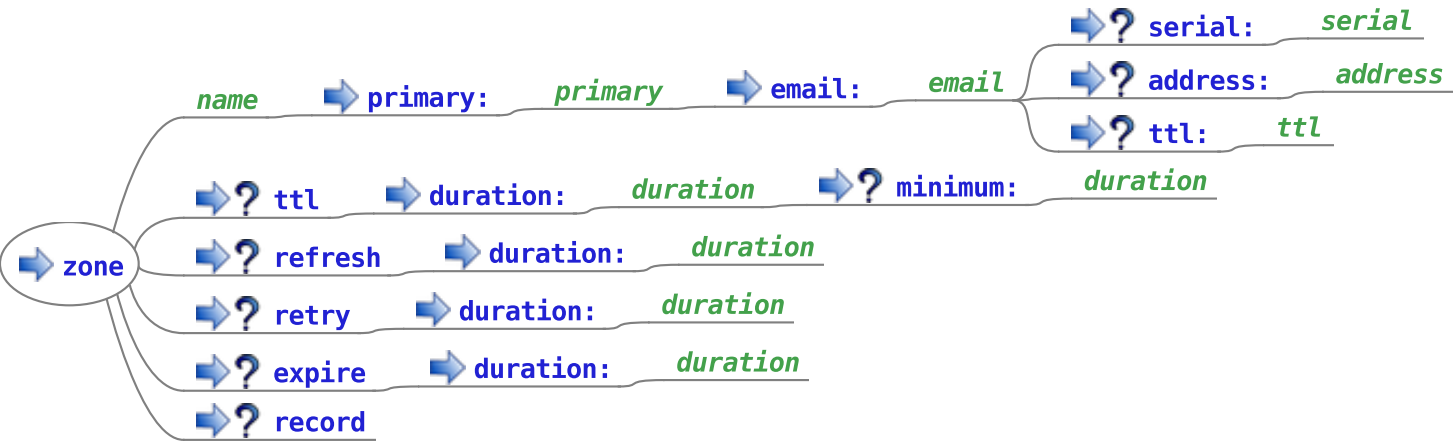 zone
name primary: primary email: email
serial: serial
address: address
ttl: ttl
ttl duration: duration minimum: duration
refresh duration: duration
retry duration: duration
expire duration: duration
record